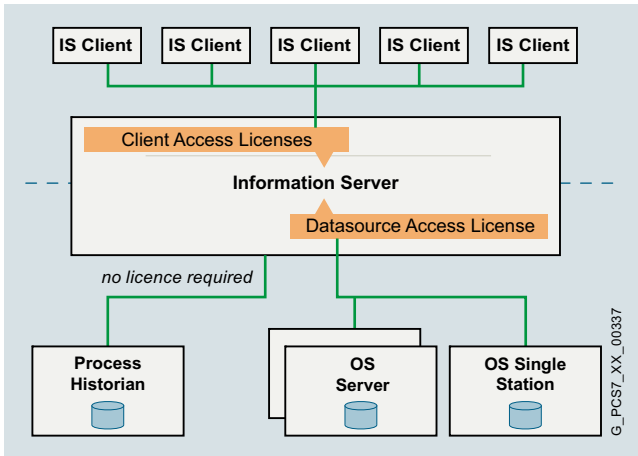 IS Client
IS Client
IS Client
IS Client
IS Client
Client Access Licenses
Information Server
Datasource Access License
no licence required
Process
Historian
OS
Server
OS Single
Station
G_PCS7_XX_00337